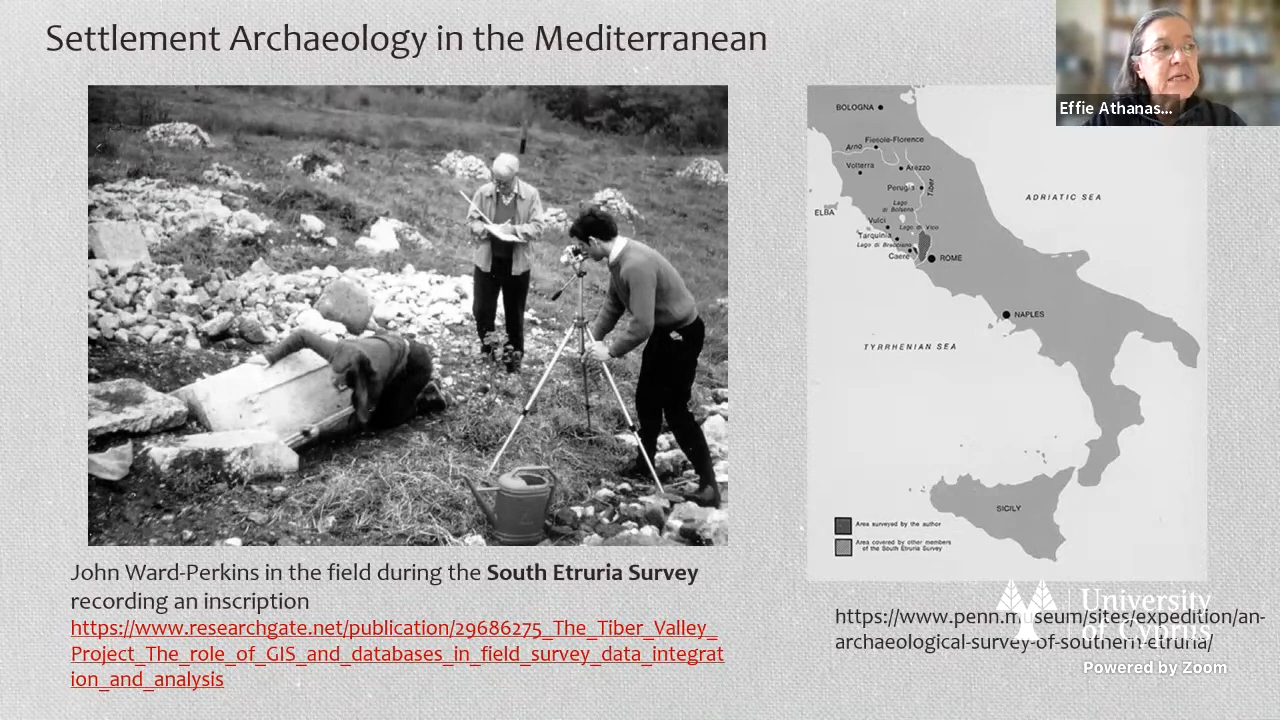 Settlement Archaeology in the Mediterranean
Effie Athanas...
BOLOGNA
Fiesole-Florence
Arno
Volterra
Arezzo
Perugia
Tiber
ELBA
Lago
di Bolsena
Vulci
Lago di Vico
Tarquinia
Lago di Bracciano
Caere
ROME
ADRIATIC SEA
NAPLES
TYRRHENIAN SEA
SICILY
Area surveyed by the author
Area covered by other members
of the South Etruria Survey
John Ward-Perkins in the field during the South Etruria Survey
recording an inscription
https://www.researchgate.net/publication/29686275_The_Tiber_Valley_
Project_The_role_of_GIS_and_databases_in_field_survey_data_integrat
ion_and_analysis
https://www.penn.museum/sites/expedition/an-
archaeological-survey-of-southern-etruria/
University
of Cyprus
Powered by Zoom